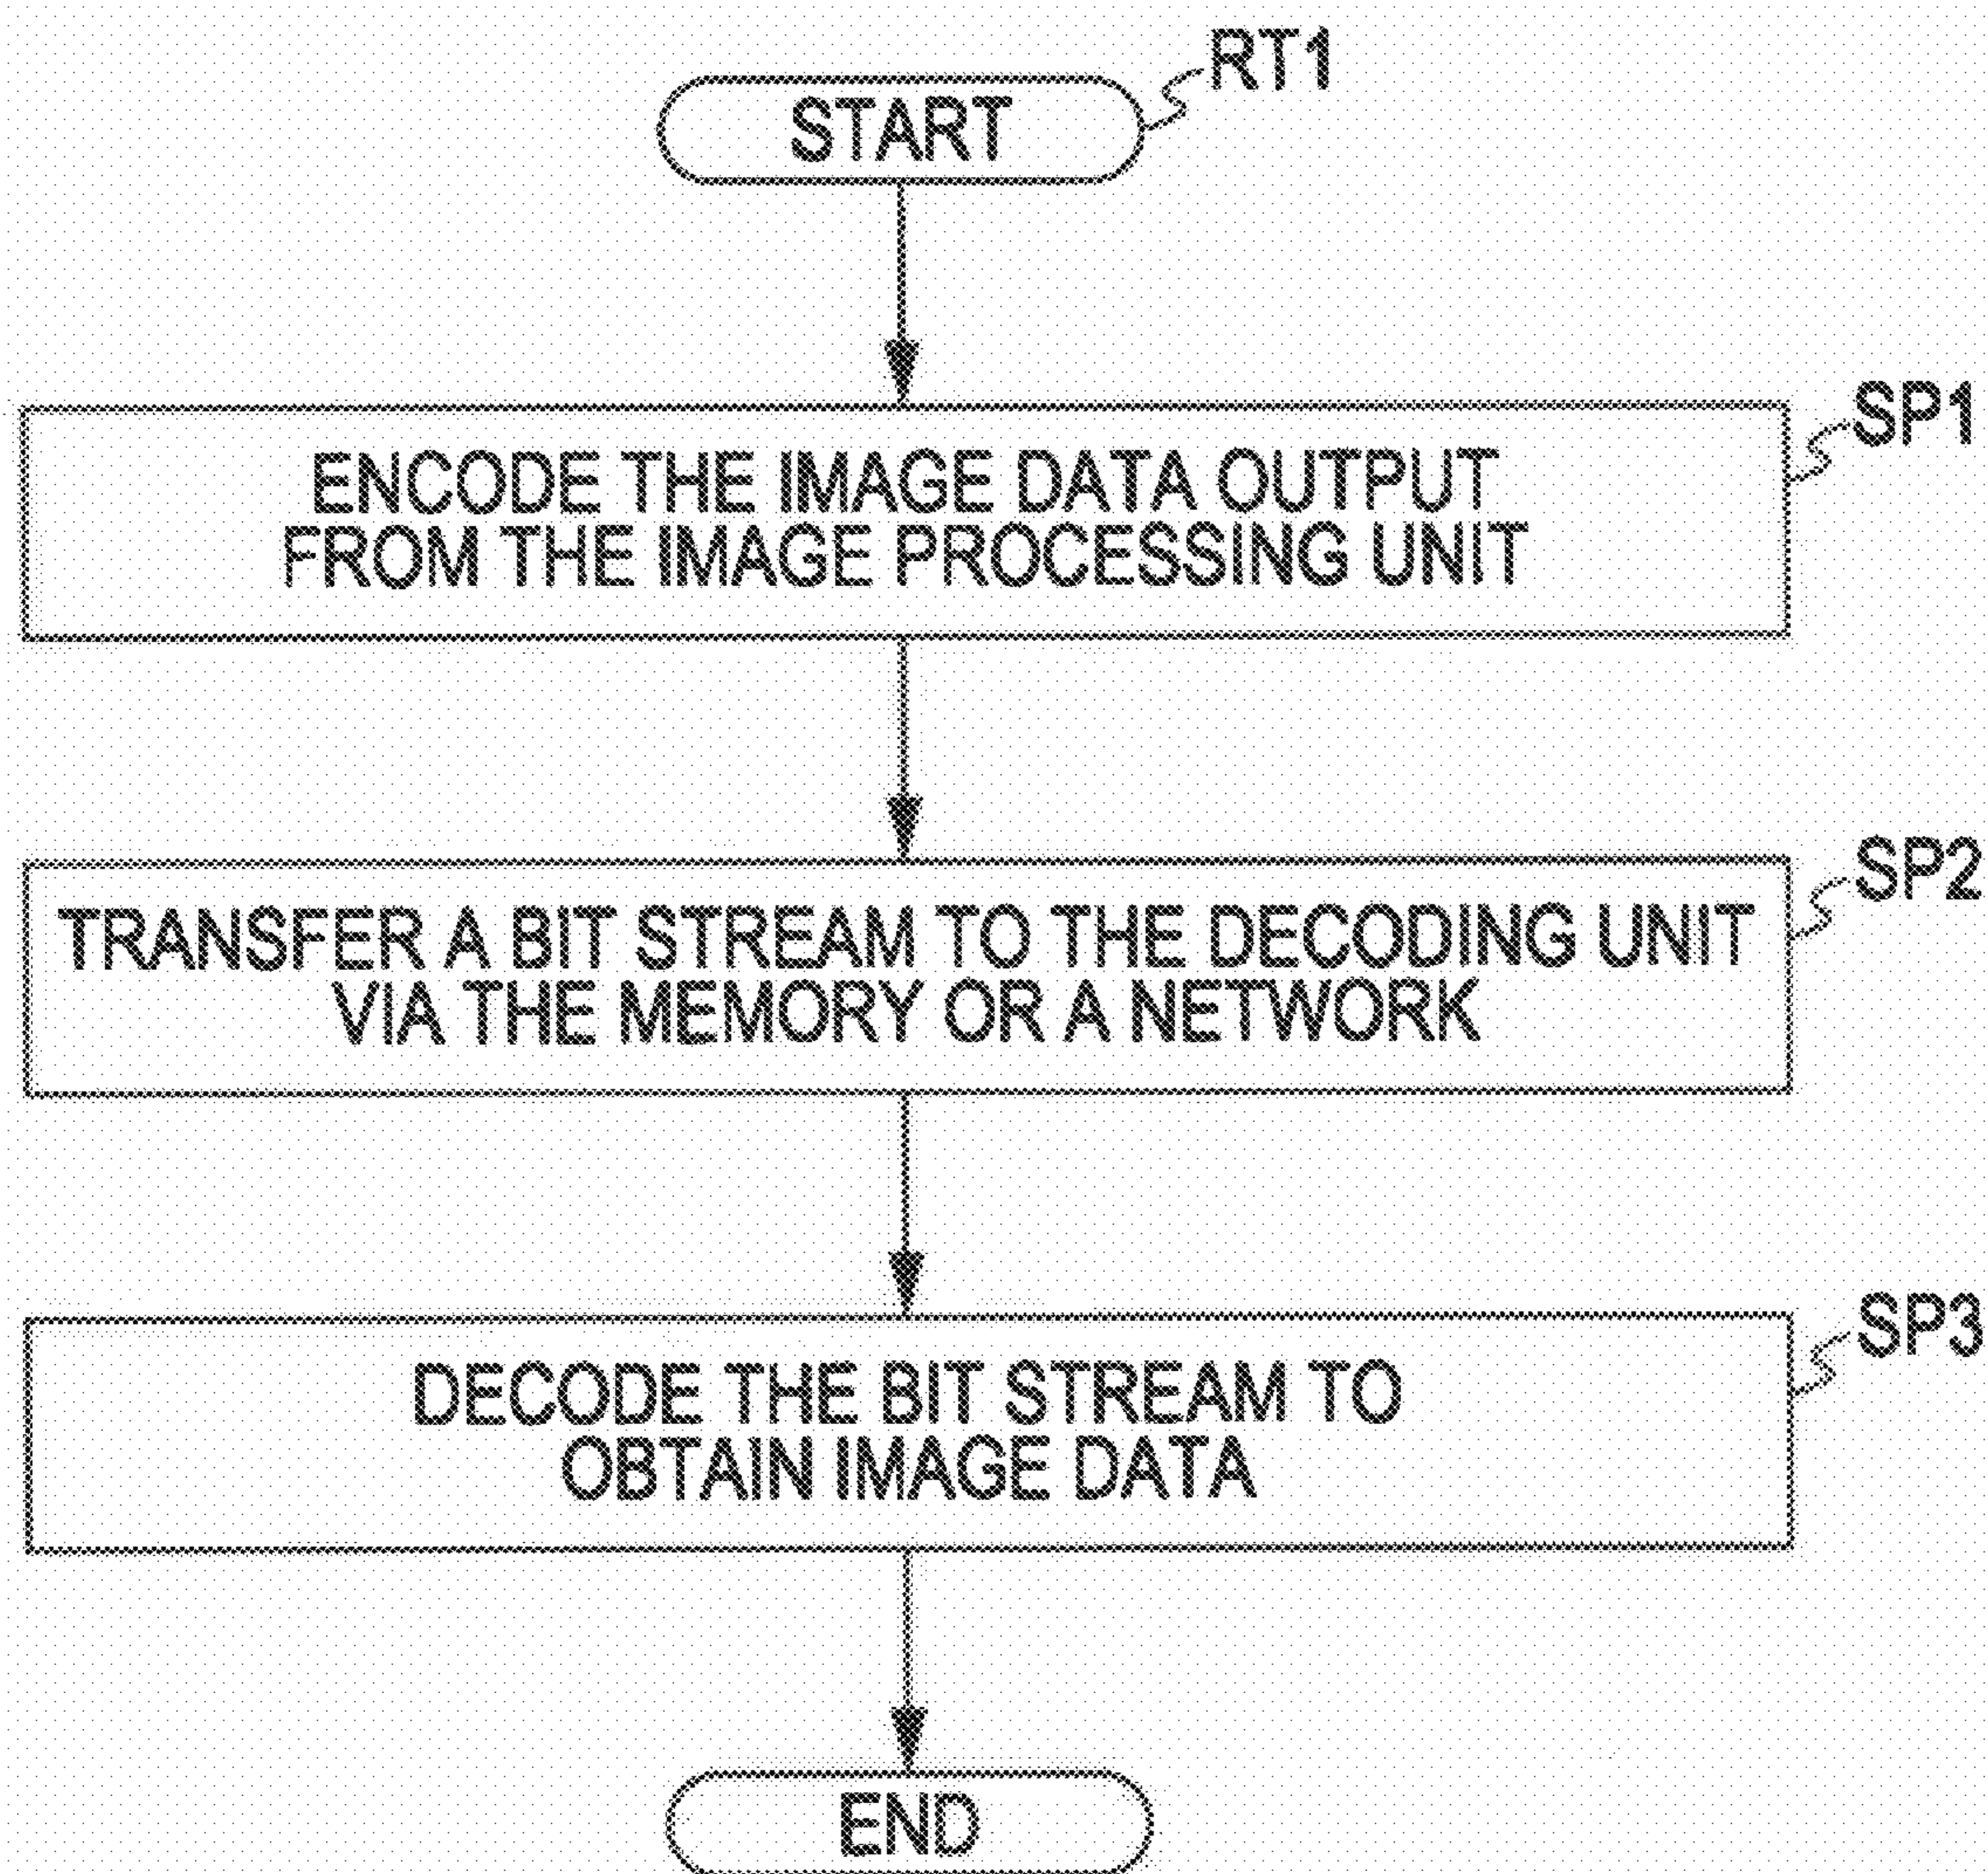 RT1
START
SP1
ENCODE THE IMAGE DATA OUTPUT
FROM THE IMAGE PROCESSING UNIT
SP2
TRANSFER A BIT STREAM TO THE DECODING UNIT
VIA THE MEMORY OR A NETWORK
SP3
DECODE THE BIT STREAM TO
OBTAIN IMAGE DATA
END